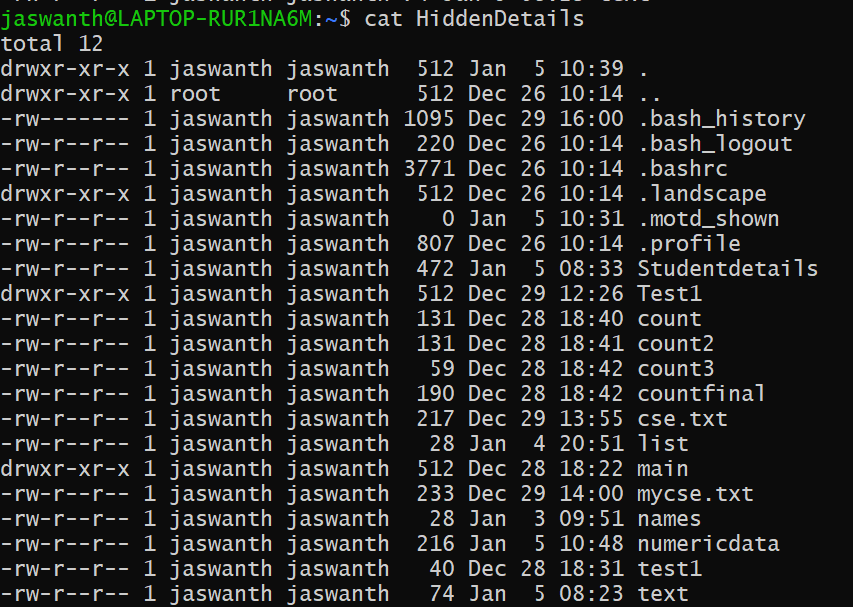 jaswanth@LAPTOP-RUR1NA6M:~$ cat HiddenDetails
total 12
drwxr-xr-x 1 jaswanth jaswanth  512 Jan  5 10:39 .
drwxr-xr-x 1 root     root      512 Dec 26 10:14 ..
-rw------- 1 jaswanth jaswanth 1095 Dec 29 16:00 .bash_history
-rw-r--r-- 1 jaswanth jaswanth  220 Dec 26 10:14 .bash_logout
-rw-r--r-- 1 jaswanth jaswanth 3771 Dec 26 10:14 .bashrc
drwxr-xr-x 1 jaswanth jaswanth  512 Dec 26 10:14 .landscape
-rw-r--r-- 1 jaswanth jaswanth    0 Jan  5 10:31 .motd_shown
-rw-r--r-- 1 jaswanth jaswanth  807 Dec 26 10:14 .profile
-rw-r--r-- 1 jaswanth jaswanth  472 Jan  5 08:33 Studentdetails
drwxr-xr-x 1 jaswanth jaswanth  512 Dec 29 12:26 Test1
-rw-r--r-- 1 jaswanth jaswanth  131 Dec 28 18:40 count
-rw-r--r-- 1 jaswanth jaswanth  131 Dec 28 18:41 count2
-rw-r--r-- 1 jaswanth jaswanth   59 Dec 28 18:42 count3
-rw-r--r-- 1 jaswanth jaswanth  190 Dec 28 18:42 countfinal
-rw-r--r-- 1 jaswanth jaswanth  217 Dec 29 13:55 cse.txt
-rw-r--r-- 1 jaswanth jaswanth   28 Jan  4 20:51 list
drwxr-xr-x 1 jaswanth jaswanth  512 Dec 28 18:22 main
-rw-r--r-- 1 jaswanth jaswanth  233 Dec 29 14:00 mycse.txt
-rw-r--r-- 1 jaswanth jaswanth   28 Jan  3 09:51 names
-rw-r--r-- 1 jaswanth jaswanth  216 Jan  5 10:48 numericdata
-rw-r--r-- 1 jaswanth jaswanth   40 Dec 28 18:31 test1
-rw-r--r-- 1 jaswanth jaswanth   74 Jan  5 08:23 text